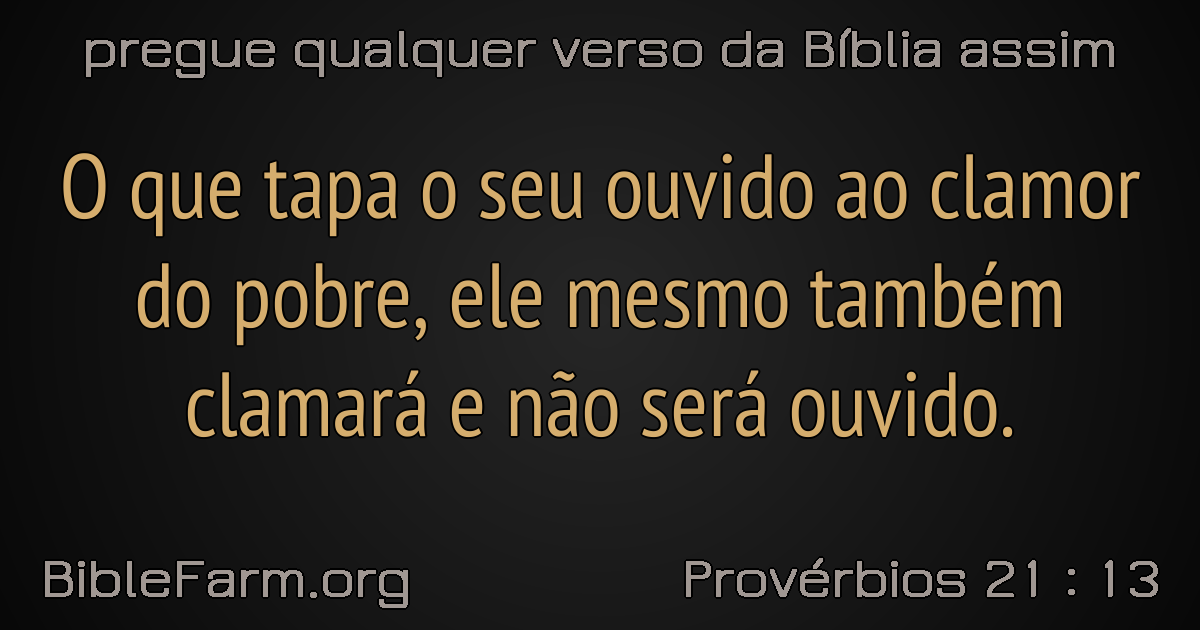 pregue qualquer verso da Bíblia assim
O que tapa o seu ouvido ao clamor
do pobre, ele mesmo também
clamará e não será ouvido.
BibleFarm.org
Provérbios 21 : 13